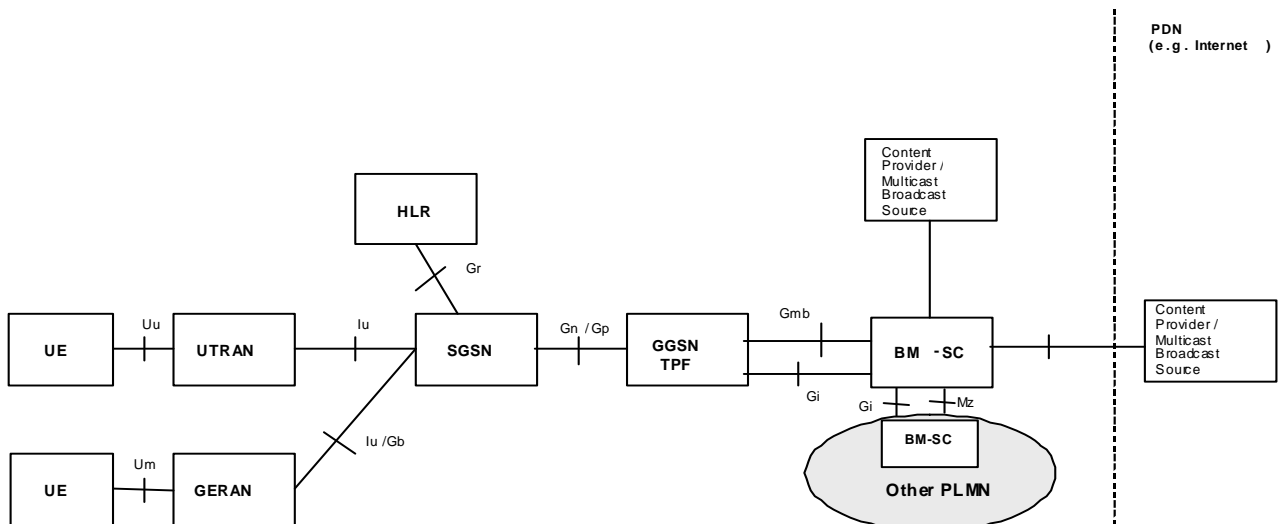 PDN
(e.g. Internet )
Content
Provider /
Multicast
Broadcast
Source
HLR
Gr
Uu
Iu
Gn /Gp
Gmb
UE
UTRAN
SGSN
GGSN
TPF
BM -SC
Content
Provider /
Multicast
Broadcast
Source
Gi
Gi
Mz
Iu /Gb
BM-SC
Um
UE
GERAN
Other PLMN